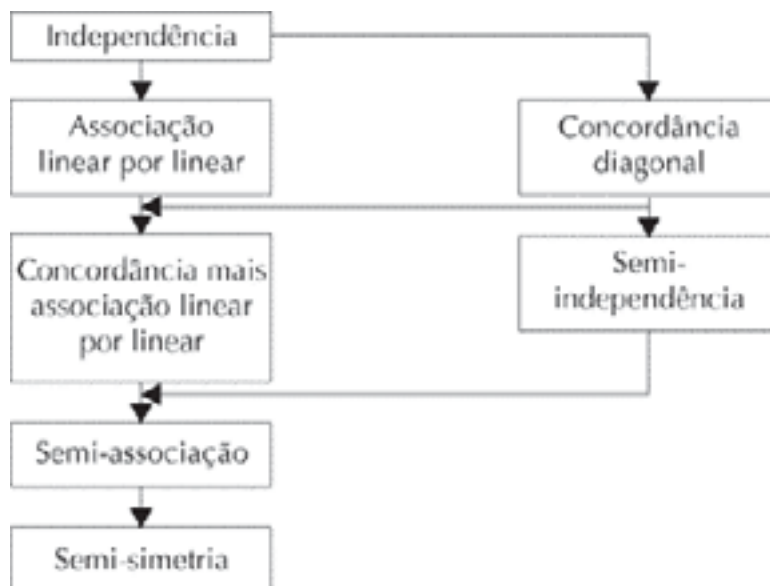 Independência
Associação
linear por linear
Concordância
diagonal
Concordância mais
associação linear
por linear
Semi-
independência
Semi-associação
Semi-simetria